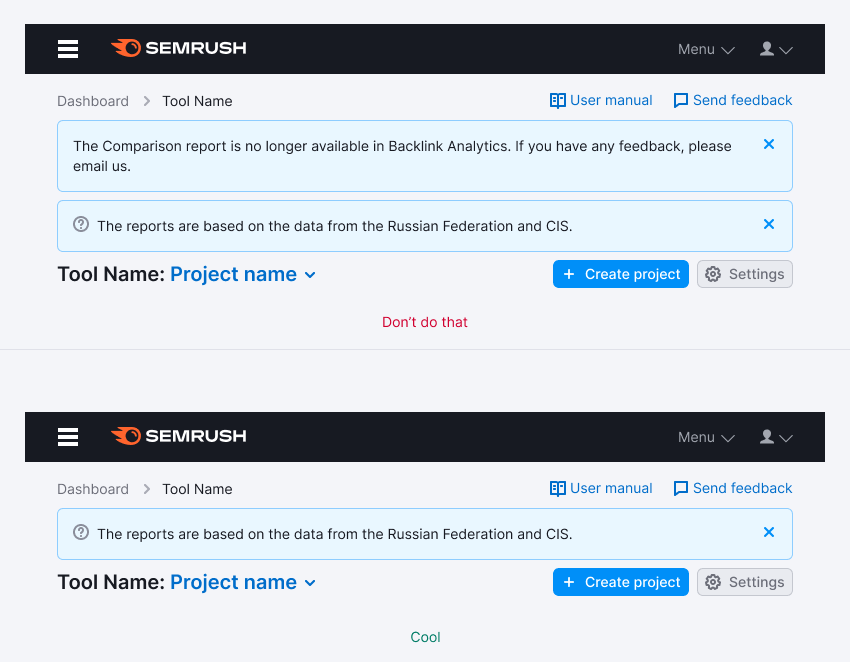 SEMRUSH Menu
Dashboard Tool Name User manual Send feedback
The Comparison report is no longer available in Backlink Analytics. If you have any feedback, please
email us.
The reports are based on the data from the Russian Federation and CIS.
Tool Name: Project name + Create project Settings
Don’t do that
SEMRUSH Menu
Dashboard Tool Name User manual Send feedback
The reports are based on the data from the Russian Federation and CIS.
Tool Name: Project name + Create project Settings
Cool